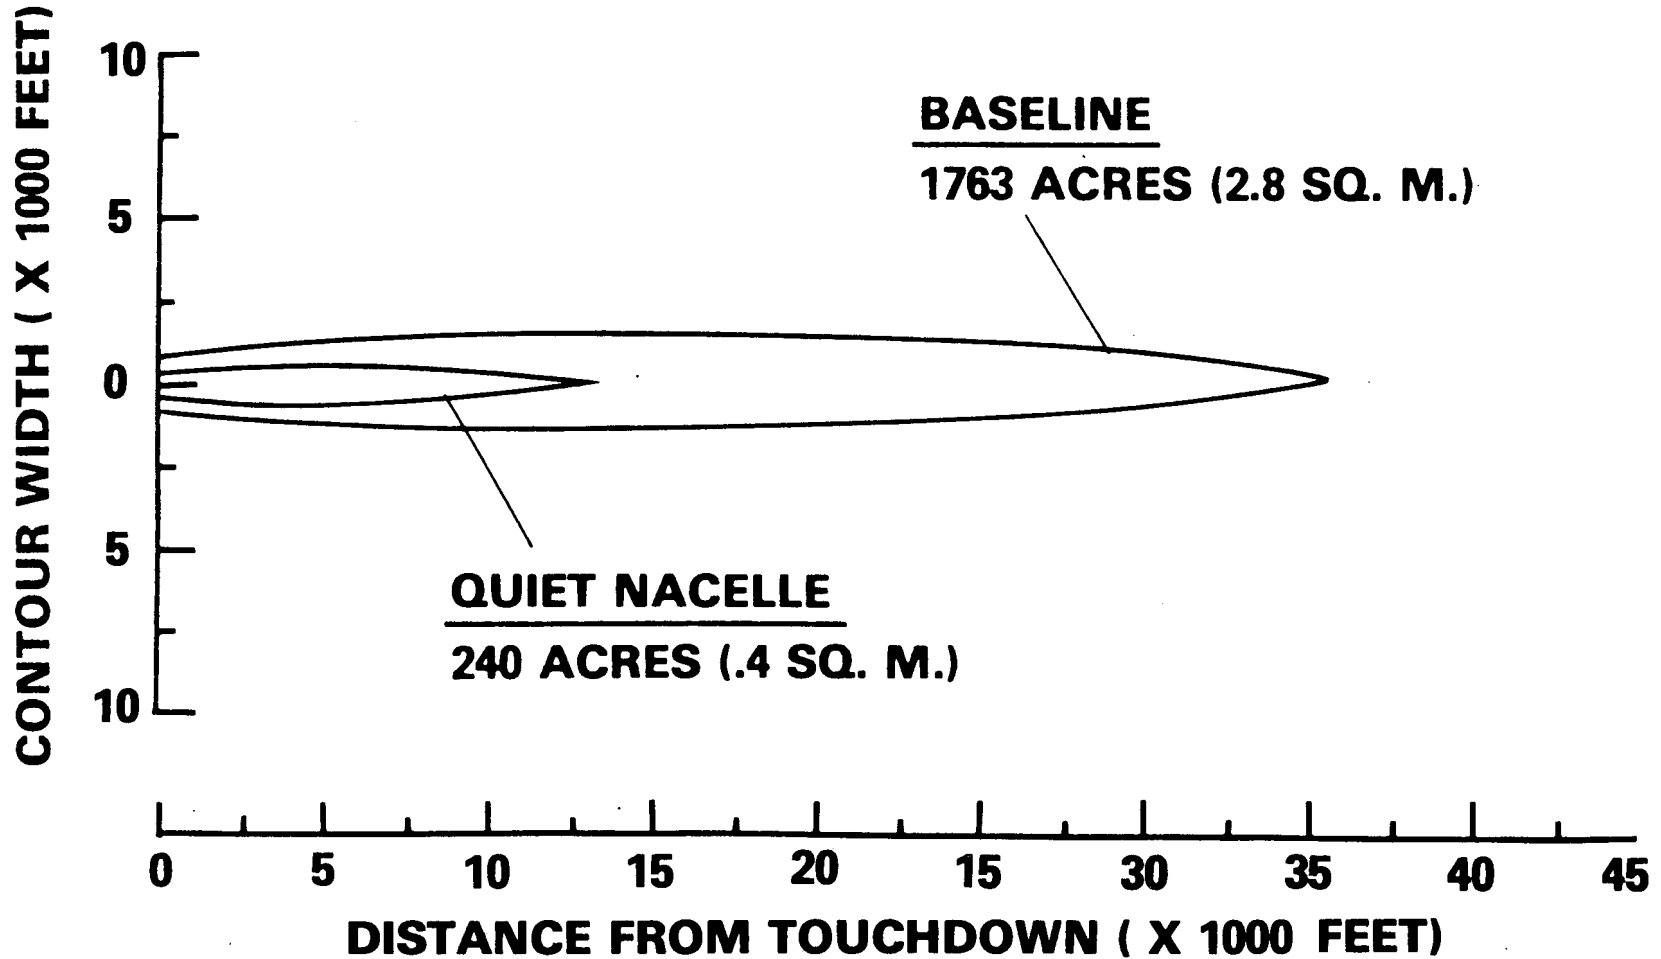 CONTOUR WIDTH ( X 1000 FEET)
10
5
0
5
10
BASELINE
1763 ACRES (2.8 SQ. M.)
QUIET NACELLE
240 ACRES (.4 SQ. M.)
0 5 10 15 20 15 30 35 40 45
DISTANCE FROM TOUCHDOWN ( X 1000 FEET)